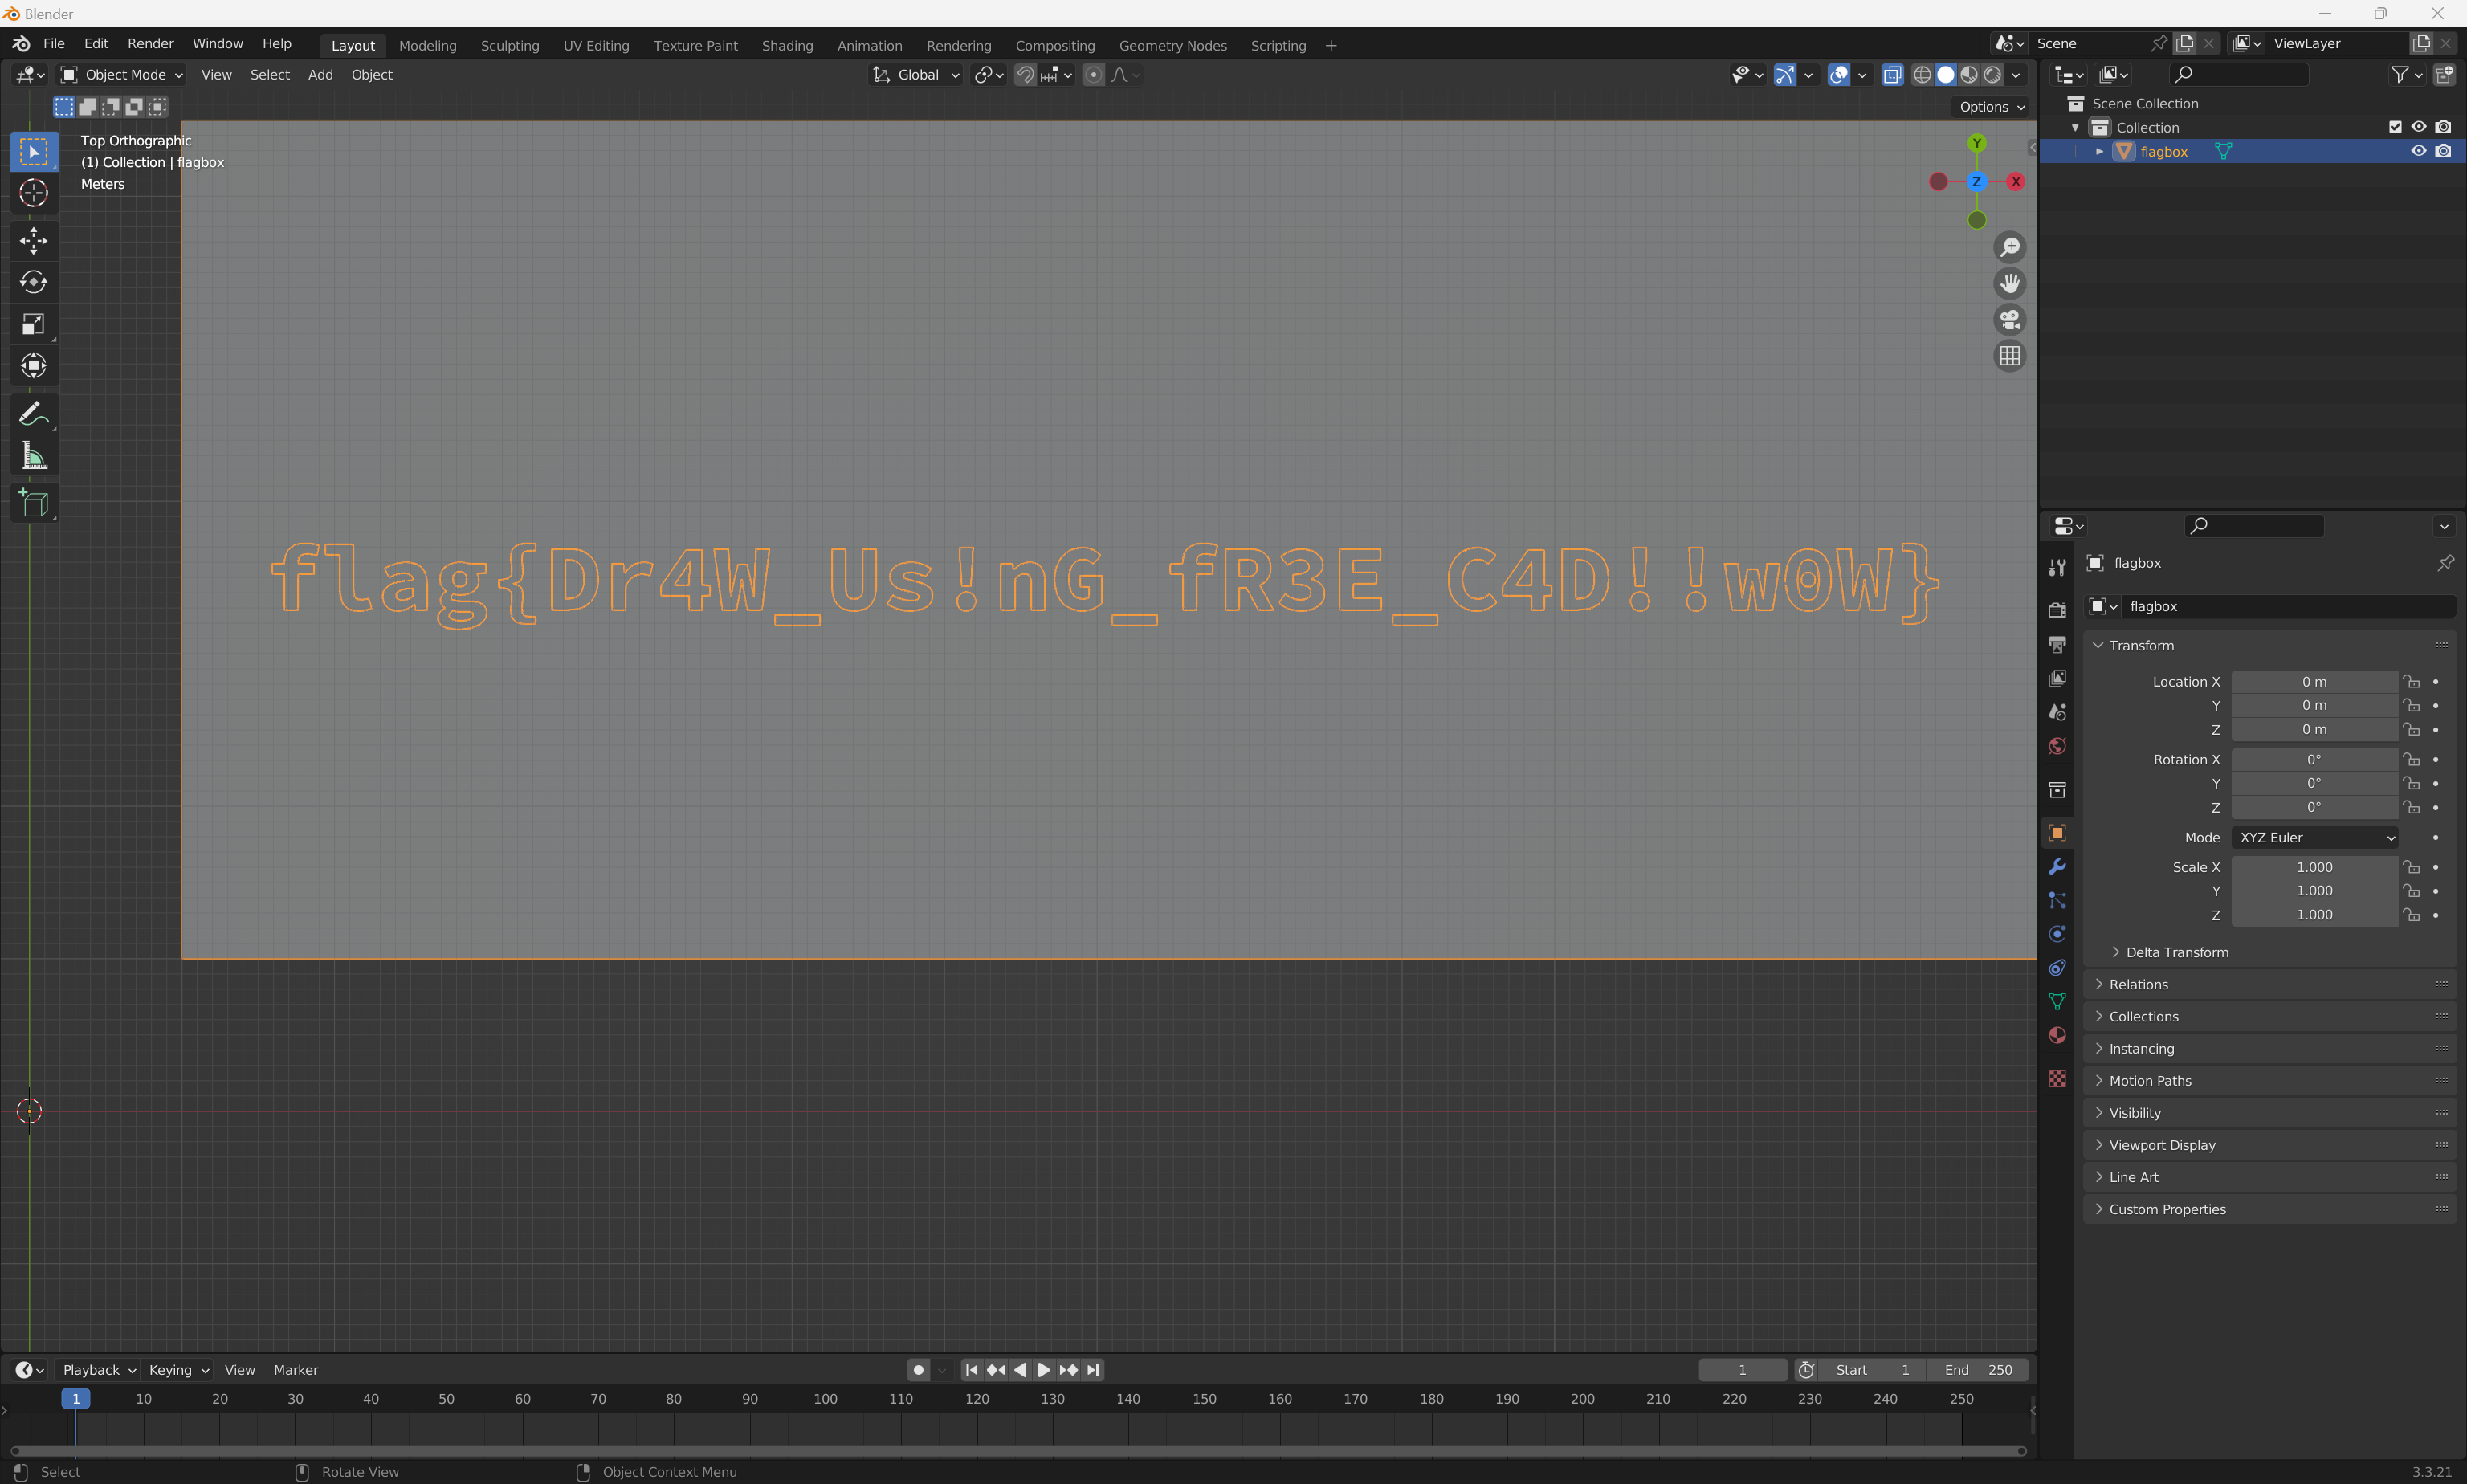 Blender
File Edit Render Window Help Layout Modeling Sculpting UV Editing Texture Paint Shading Animation Rendering Compositing Geometry Nodes Scripting + Scene ViewLayer
Object Mode View Select Add Object Global
Options
Top Orthographic
(1) Collection | flagbox
Meters
Y
Z X
flag{Dr4W_Us!nG_fR3E_C4D!!w0W}
Scene Collection
Collection
flagbox
flagbox
flagbox
Transform
Location X 0 m
Y 0 m
Z 0 m
Rotation X 0°
Y 0°
Z 0°
Mode XYZ Euler
Scale X 1.000
Y 1.000
Z 1.000
Delta Transform
Relations
Collections
Instancing
Motion Paths
Visibility
Viewport Display
Line Art
Custom Properties
Playback Keying View Marker 1 Start 1 End 250
1 10 20 30 40 50 60 70 80 90 100 110 120 130 140 150 160 170 180 190 200 210 220 230 240 250
Select Rotate View Object Context Menu 3.3.21